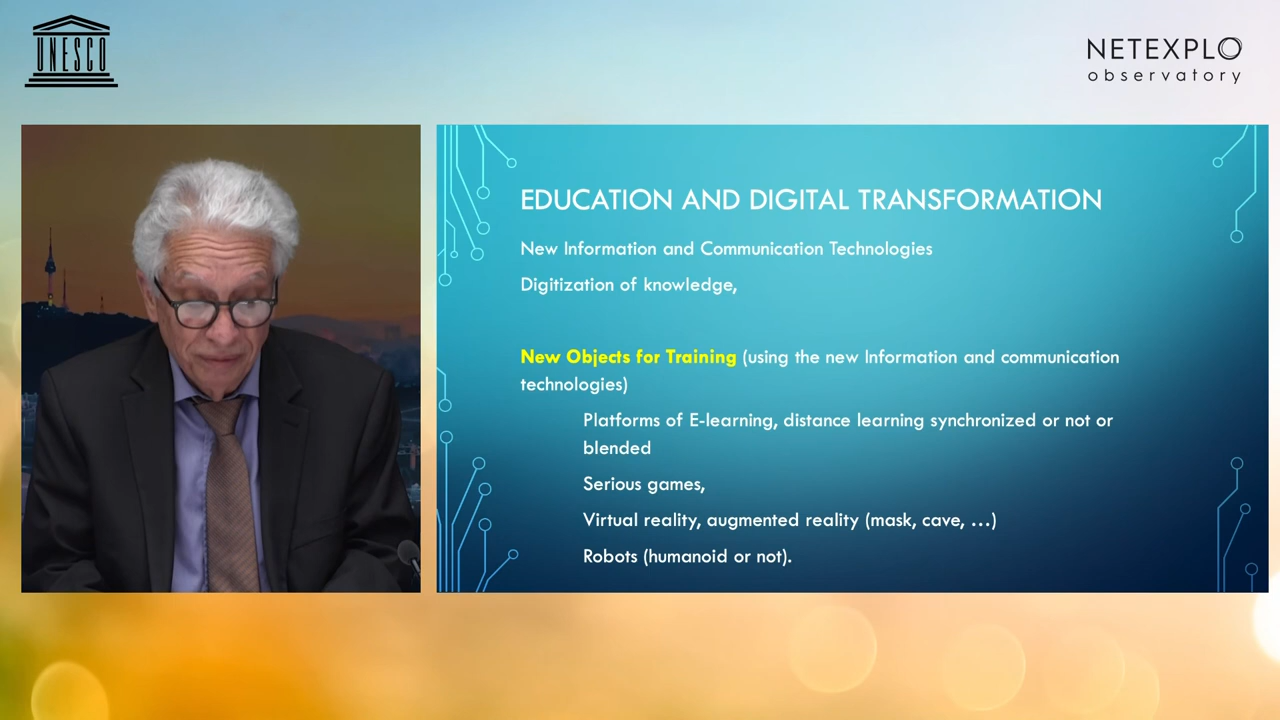 UNESCO
NETEXPLO
observatory
EDUCATION AND DIGITAL TRANSFORMATION
New Information and Communication Technologies
Digitization of knowledge,
New Objects for Training (using the new Information and communication
technologies)
Platforms of E-learning, distance learning synchronized or not or
blended
Serious games,
Virtual reality, augmented reality (mask, cave, …)
Robots (humanoid or not).